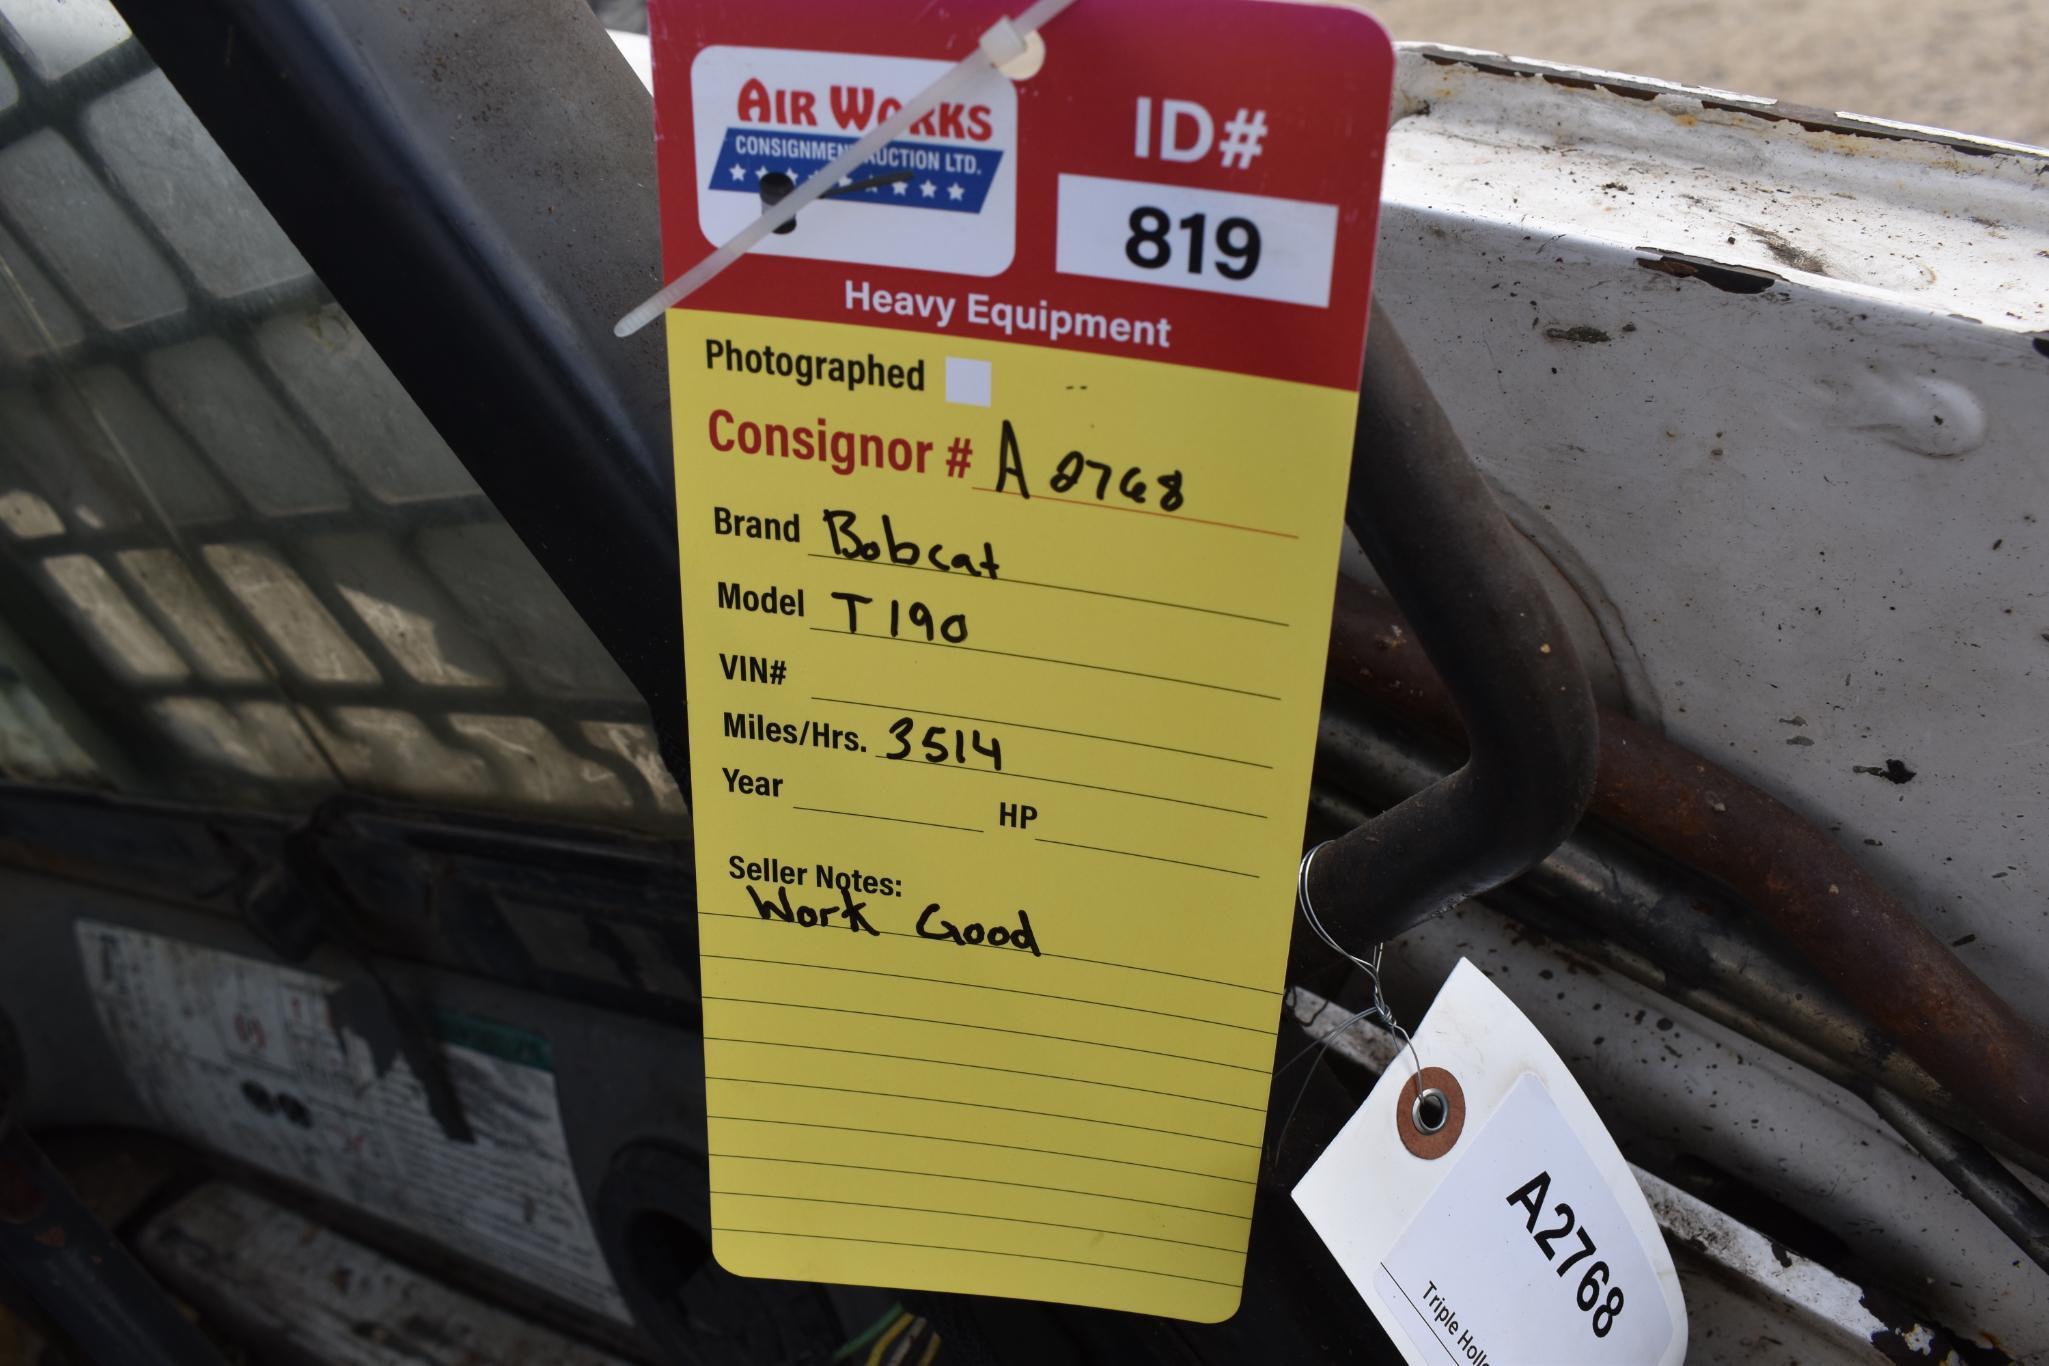 AIR WORKS
CONSIGNMENT AUCTION LTD.
ID#
819
Heavy Equipment
Photographed
Consignor # A 2768
Brand Bobcat
Model T190
VIN#
Miles/Hrs. 3514
Year HP
Seller Notes:
Work Good
A2768
Triple